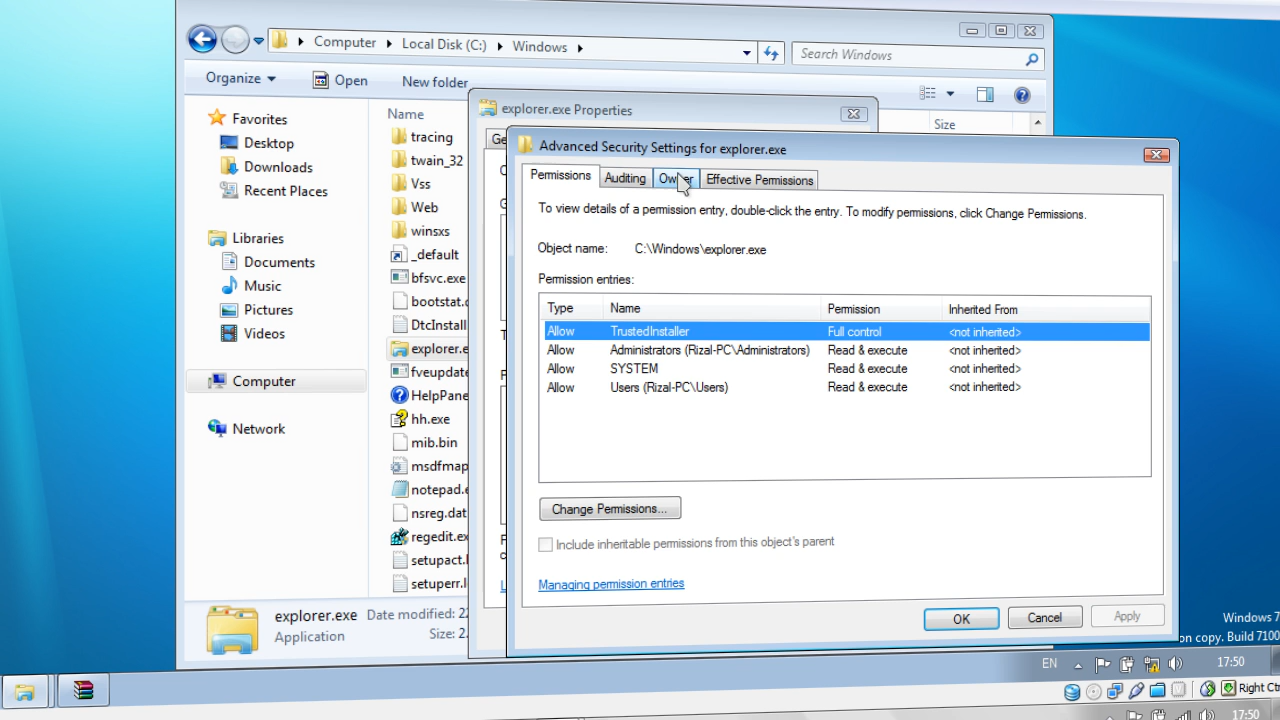 Computer
Local Disk (C:)
Windows
Search Windows
Organize
Open
New folder
Favorites
Desktop
Downloads
Recent Places
Libraries
Documents
Music
Pictures
Videos
Computer
Network
Name
Size
tracing
twain_32
Vss
Web
winsxs
_default
bfsvc.exe
bootstat.
DtcInstall
explorer.e
fveupdate
HelpPane
hh.exe
mib.bin
msdfmap
notepad.e
nsreg.dat
regedit.ex
setupact.
setuperr.l
explorer.exe
Date modified: 22
Application
Size: 2.
explorer.exe Properties
Ge
Advanced Security Settings for explorer.exe
Permissions
Auditing
Owner
Effective Permissions
To view details of a permission entry, double-click the entry. To modify permissions, click Change Permissions.
Object name: C:\Windows\explorer.exe
Permission entries:
Type Name Permission Inherited From
Allow TrustedInstaller Full control <not inherited>
Allow Administrators (Rizal-PC\Administrators) Read & execute <not inherited>
Allow SYSTEM Read & execute <not inherited>
Allow Users (Rizal-PC\Users) Read & execute <not inherited>
Change Permissions...
Include inheritable permissions from this object's parent
Managing permission entries
OK
Cancel
Apply
Windows 7
on copy. Build 7100
EN
17:50
Right Ctr
17:50